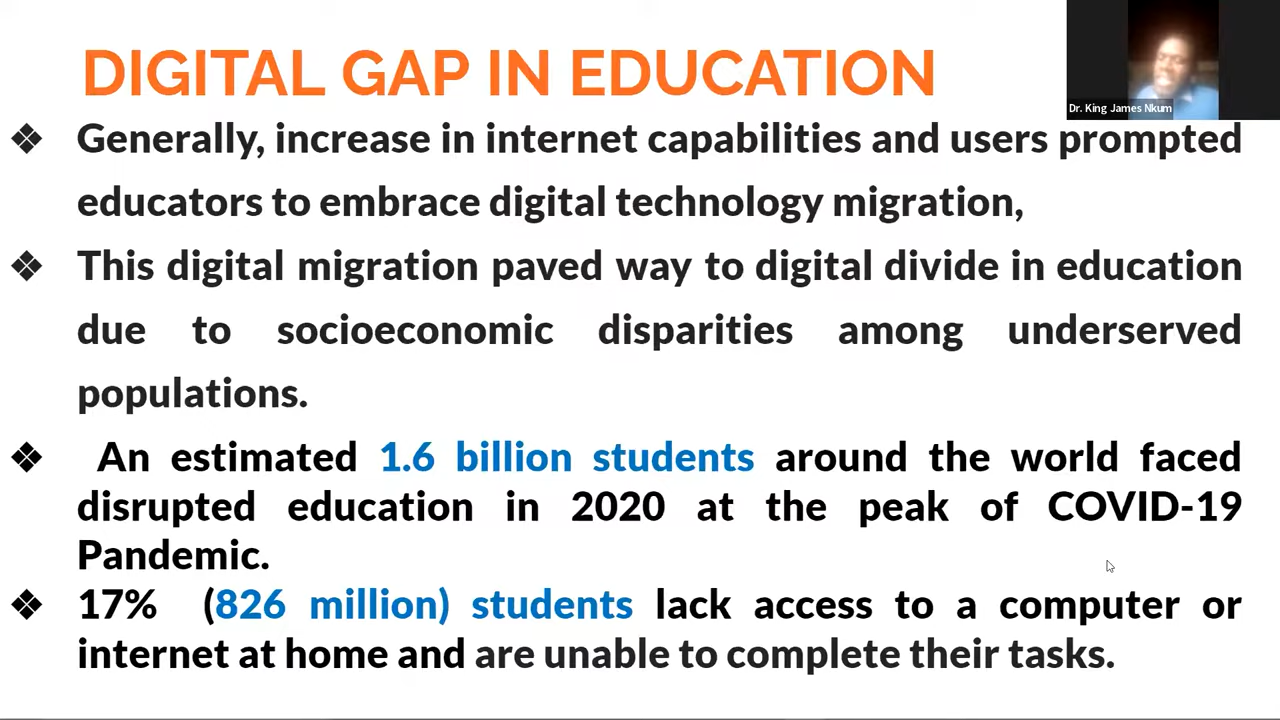 DIGITAL GAP IN EDUCATION
Dr. King James Nkum
❖ Generally, increase in internet capabilities and users prompted
educators to embrace digital technology migration,
❖ This digital migration paved way to digital divide in education
due to socioeconomic disparities among underserved
populations.
❖ An estimated 1.6 billion students around the world faced
disrupted education in 2020 at the peak of COVID-19
Pandemic.
❖ 17% (826 million) students lack access to a computer or
internet at home and are unable to complete their tasks.